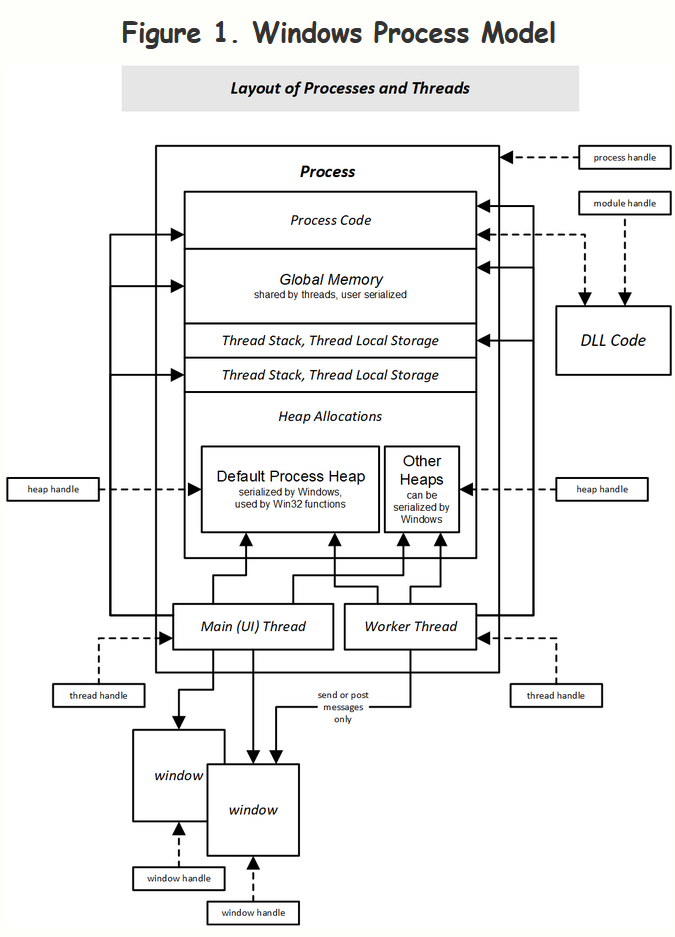 Figure 1. Windows Process Model
Layout of Processes and Threads
process handle
Process
module handle
Process Code
Global Memory
shared by threads, user serialized
Thread Stack, Thread Local Storage
DLL Code
Thread Stack, Thread Local Storage
Heap Allocations
heap handle
Default Process Heap
serialized by Windows,
used by Win32 functions
Other
Heaps
can be
serialized by
Windows
heap handle
Main (UI) Thread
Worker Thread
thread handle
send or post
messages
only
thread handle
window
window
window handle
window handle